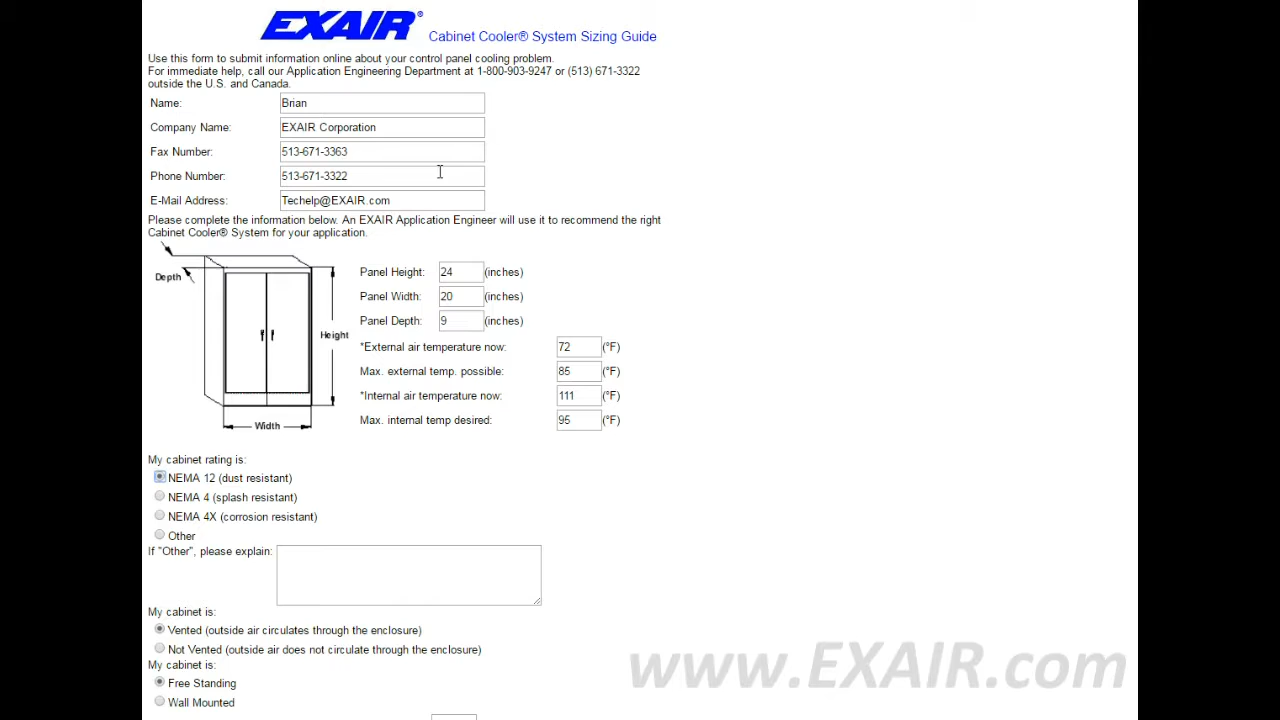 EXAIR® Cabinet Cooler® System Sizing Guide
Use this form to submit information online about your control panel cooling problem.
For immediate help, call our Application Engineering Department at 1-800-903-9247 or (513) 671-3322
outside the U.S. and Canada.
Name: Brian
Company Name: EXAIR Corporation
Fax Number: 513-671-3363
Phone Number: 513-671-3322
E-Mail Address: Techelp@EXAIR.com
Please complete the information below. An EXAIR Application Engineer will use it to recommend the right
Cabinet Cooler® System for your application.
Depth
Height
Width
Panel Height: 24 (inches)
Panel Width: 20 (inches)
Panel Depth: 9 (inches)
*External air temperature now: 72 (°F)
Max. external temp. possible: 85 (°F)
*Internal air temperature now: 111 (°F)
Max. internal temp desired: 95 (°F)
My cabinet rating is:
NEMA 12 (dust resistant)
NEMA 4 (splash resistant)
NEMA 4X (corrosion resistant)
Other
If "Other", please explain:
My cabinet is:
Vented (outside air circulates through the enclosure)
Not Vented (outside air does not circulate through the enclosure)
My cabinet is:
Free Standing
Wall Mounted
www.EXAIR.com